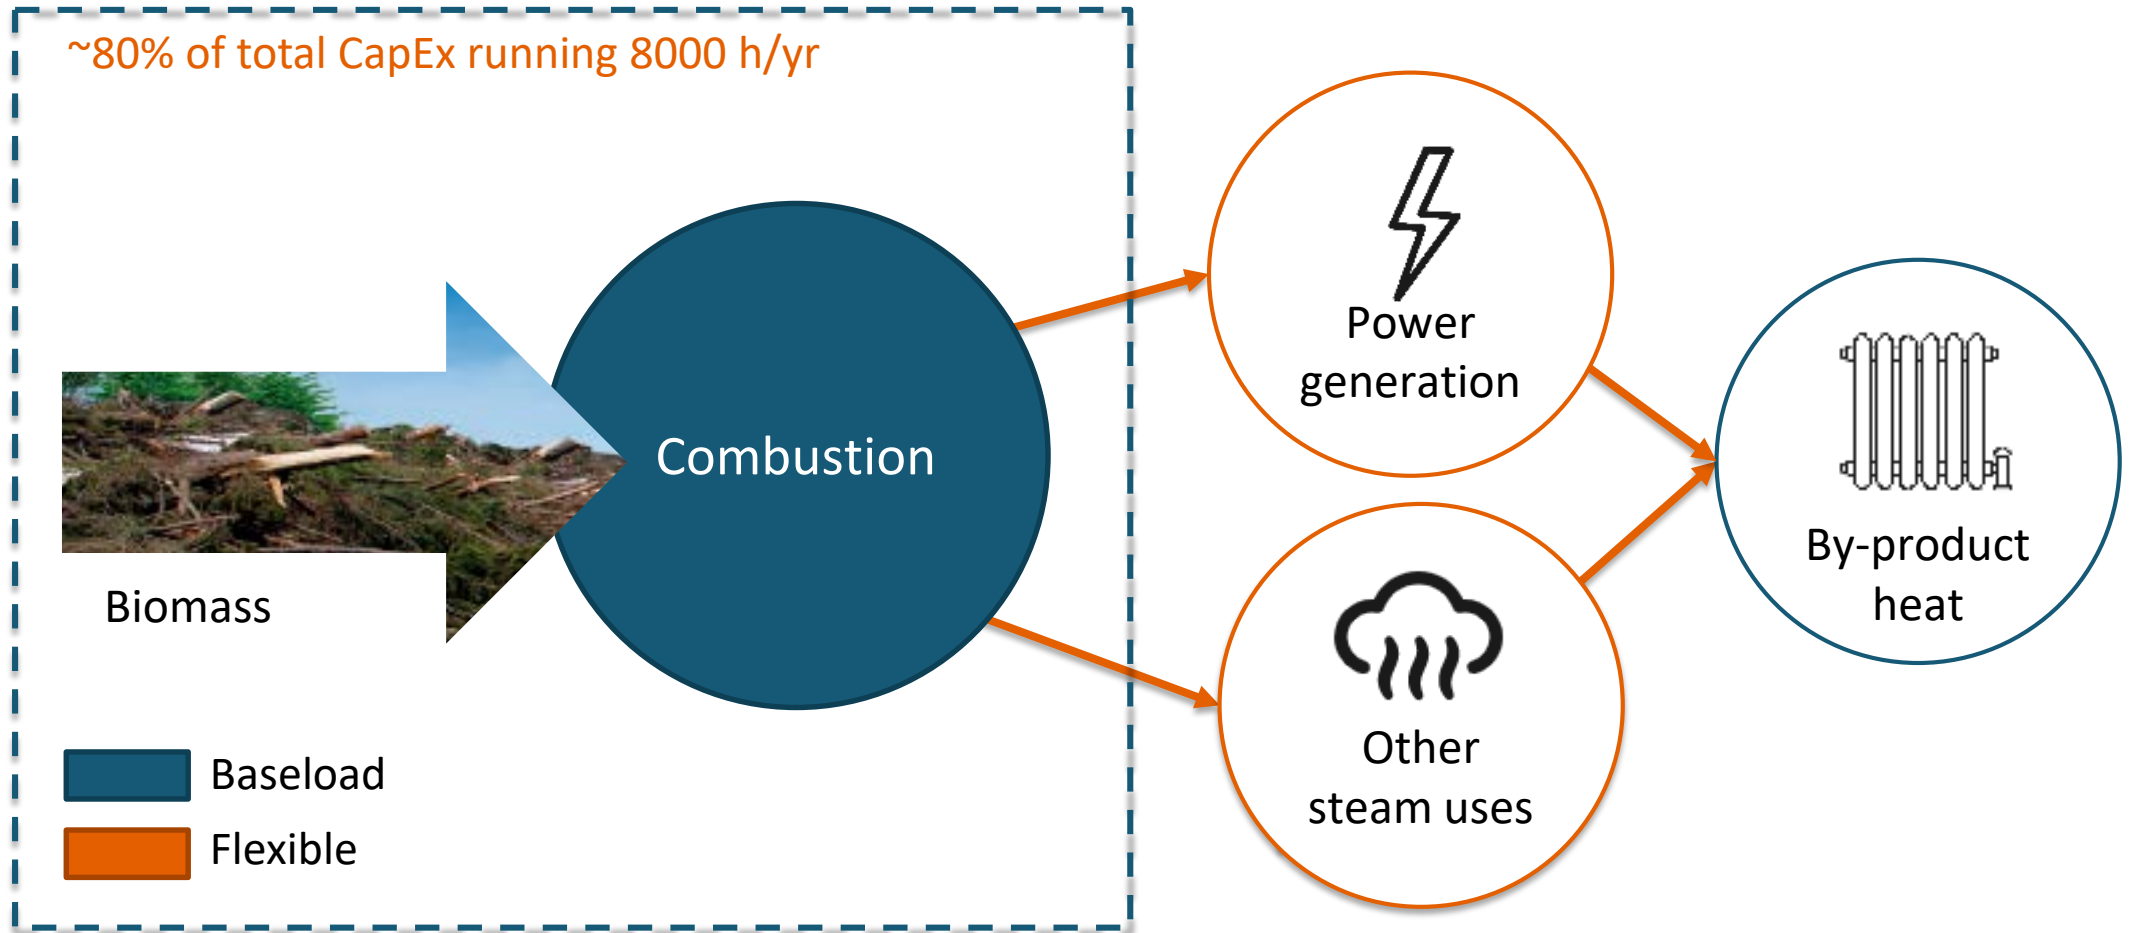 ~80% of total CapEx running 8000 h/yr
Power
generation
Combustion
By-product
heat
Biomass
Other
steam uses
Baseload
Flexible